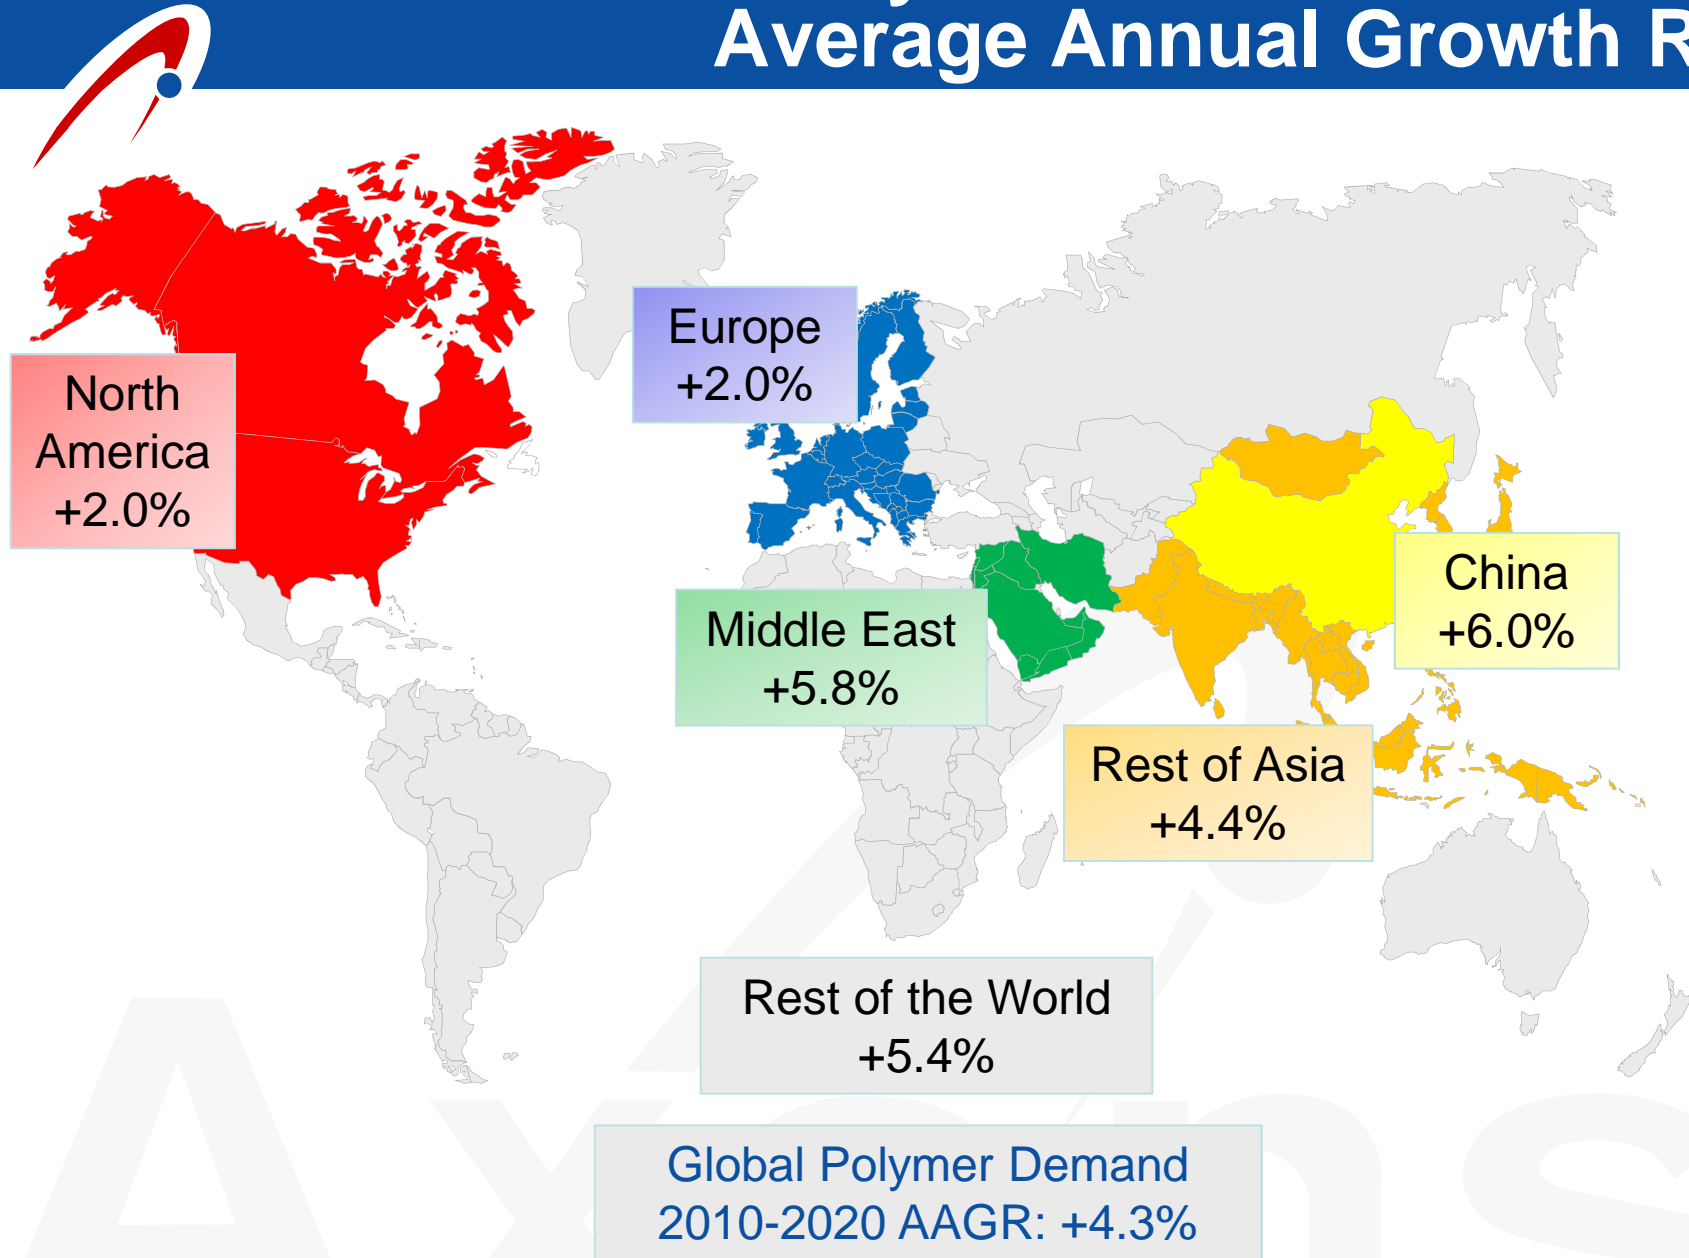 Average Annual Growth R
North
America
+2.0%
Europe
+2.0%
Middle East
+5.8%
China
+6.0%
Rest of Asia
+4.4%
Rest of the World
+5.4%
Global Polymer Demand
2010-2020 AAGR: +4.3%
Axens